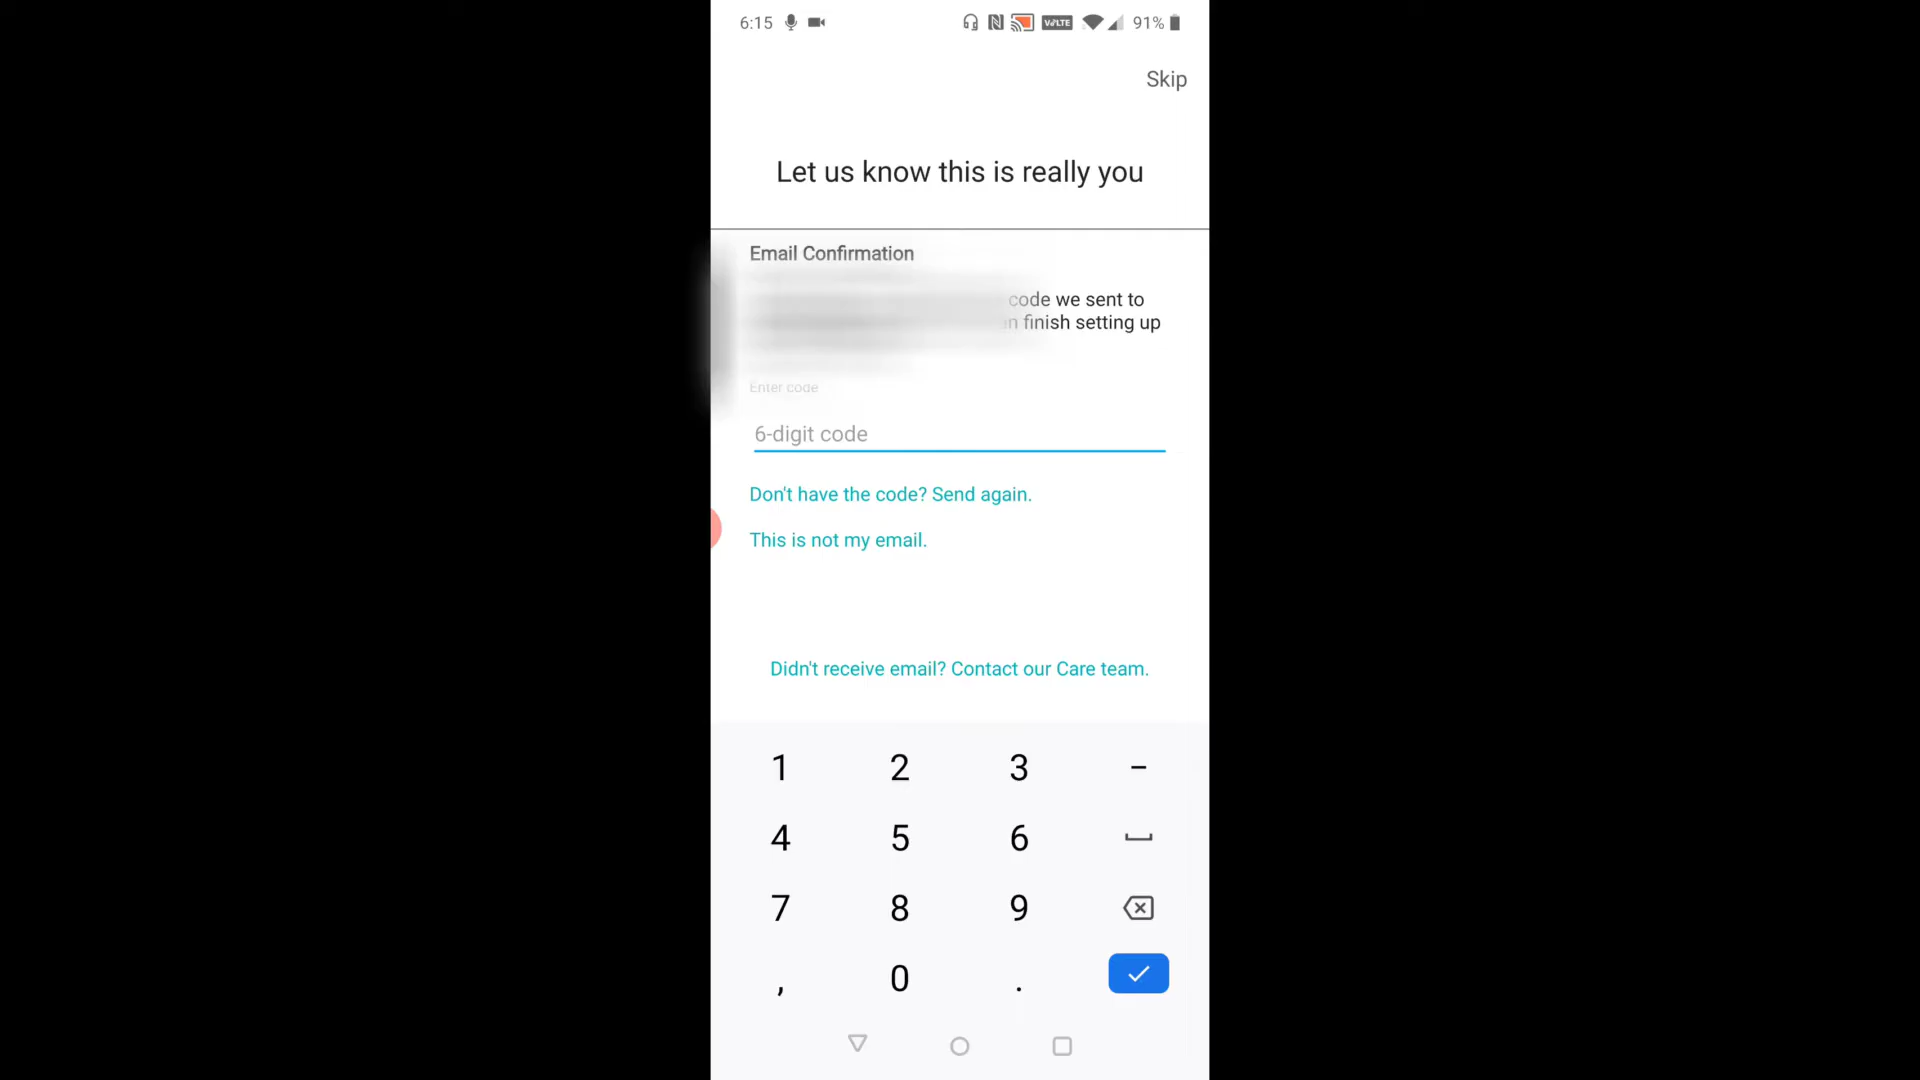 6:15 VoLTE 91%
Skip
Let us know this is really you
Email Confirmation
code we sent to
finish setting up
Enter code
6-digit code
Don't have the code? Send again.
This is not my email.
Didn't receive email? Contact our Care team.
1 2 3 -
4 5 6
7 8 9
, 0 .